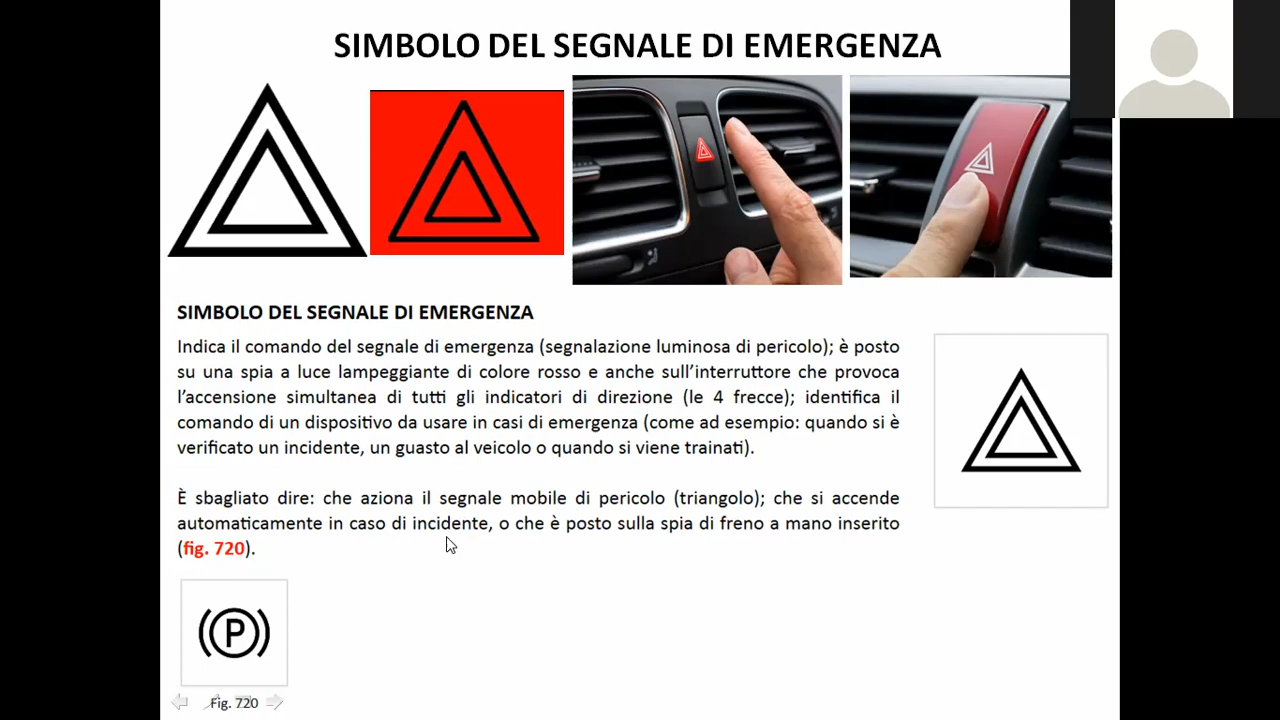 SIMBOLO DEL SEGNALE DI EMERGENZA
SIMBOLO DEL SEGNALE DI EMERGENZA
Indica il comando del segnale di emergenza (segnalazione luminosa di pericolo); è posto
su una spia a luce lampeggiante di colore rosso e anche sull’interruttore che provoca
l’accensione simultanea di tutti gli indicatori di direzione (le 4 frecce); identifica il
comando di un dispositivo da usare in casi di emergenza (come ad esempio: quando si è
verificato un incidente, un guasto al veicolo o quando si viene trainati).
È sbagliato dire: che aziona il segnale mobile di pericolo (triangolo); che si accende
automaticamente in caso di incidente, o che è posto sulla spia di freno a mano inserito
(fig. 720).
P
Fig. 720